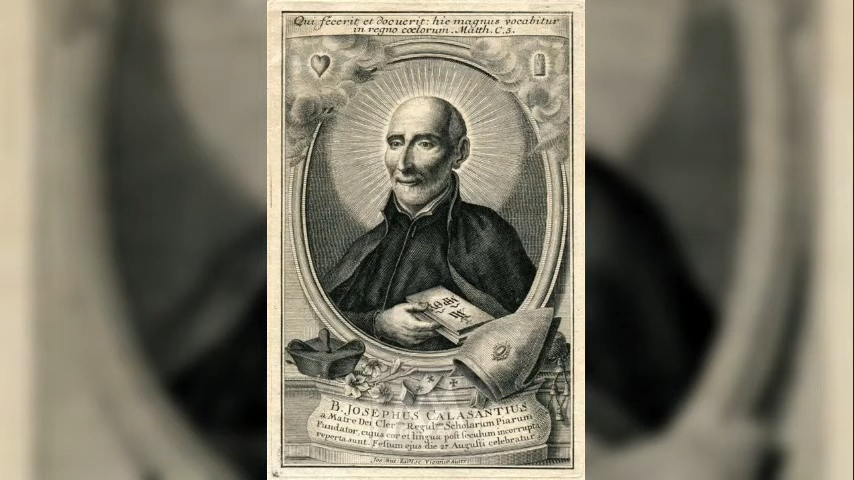 Qui fecerit et docuerit: hic magnus vocabitur
in regno cœlorum. Matth. C. 5.
B. JOSEPHUS CALASANTIUS
a Matre Dei Cler. Regul. Scholarum Piarum
Fundator, cujus cor et lingua post seculum incorrupta
reperta sunt. Festum ejus die 27 Augusti celebratur